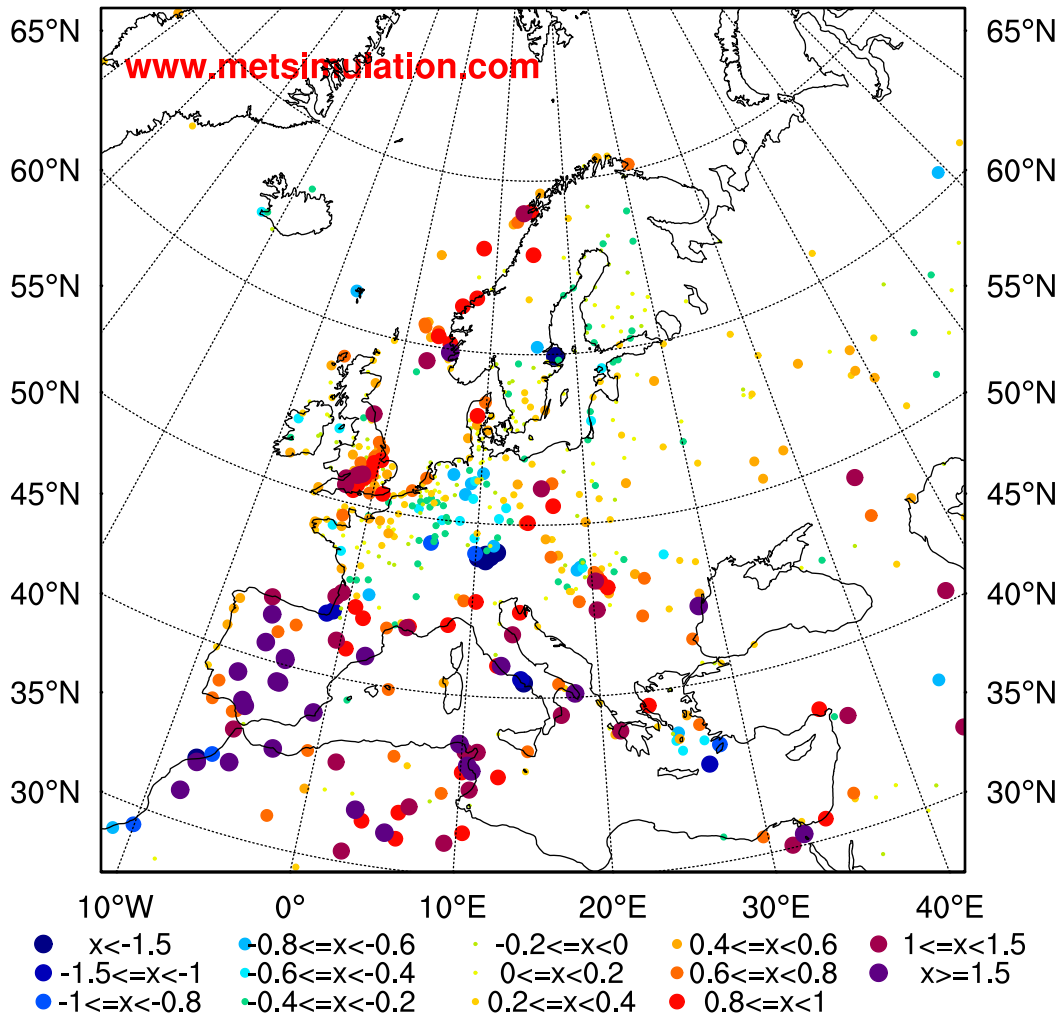 65°N 65°N
www.metsimulation.com
60°N 60°N
55°N 55°N
50°N 50°N
45°N 45°N
40°N 40°N
35°N 35°N
30°N 30°N
10°W 0° 10°E 20°E 30°E 40°E
x<-1.5 -0.8<=x<-0.6 -0.2<=x<0 0.4<=x<0.6 1<=x<1.5
-1.5<=x<-1 -0.6<=x<-0.4 0<=x<0.2 0.6<=x<0.8 x>=1.5
-1<=x<-0.8 -0.4<=x<-0.2 0.2<=x<0.4 0.8<=x<1